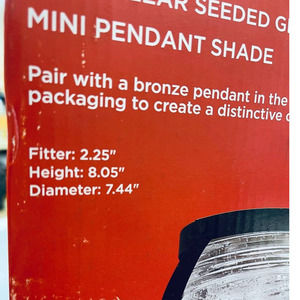 SEEDED
MINI PENDANT SHADE
Pair with a bronze pendant in the
packaging to create a distinctive
Fitter: 2.25"
Height: 8.05"
Diameter: 7.44"